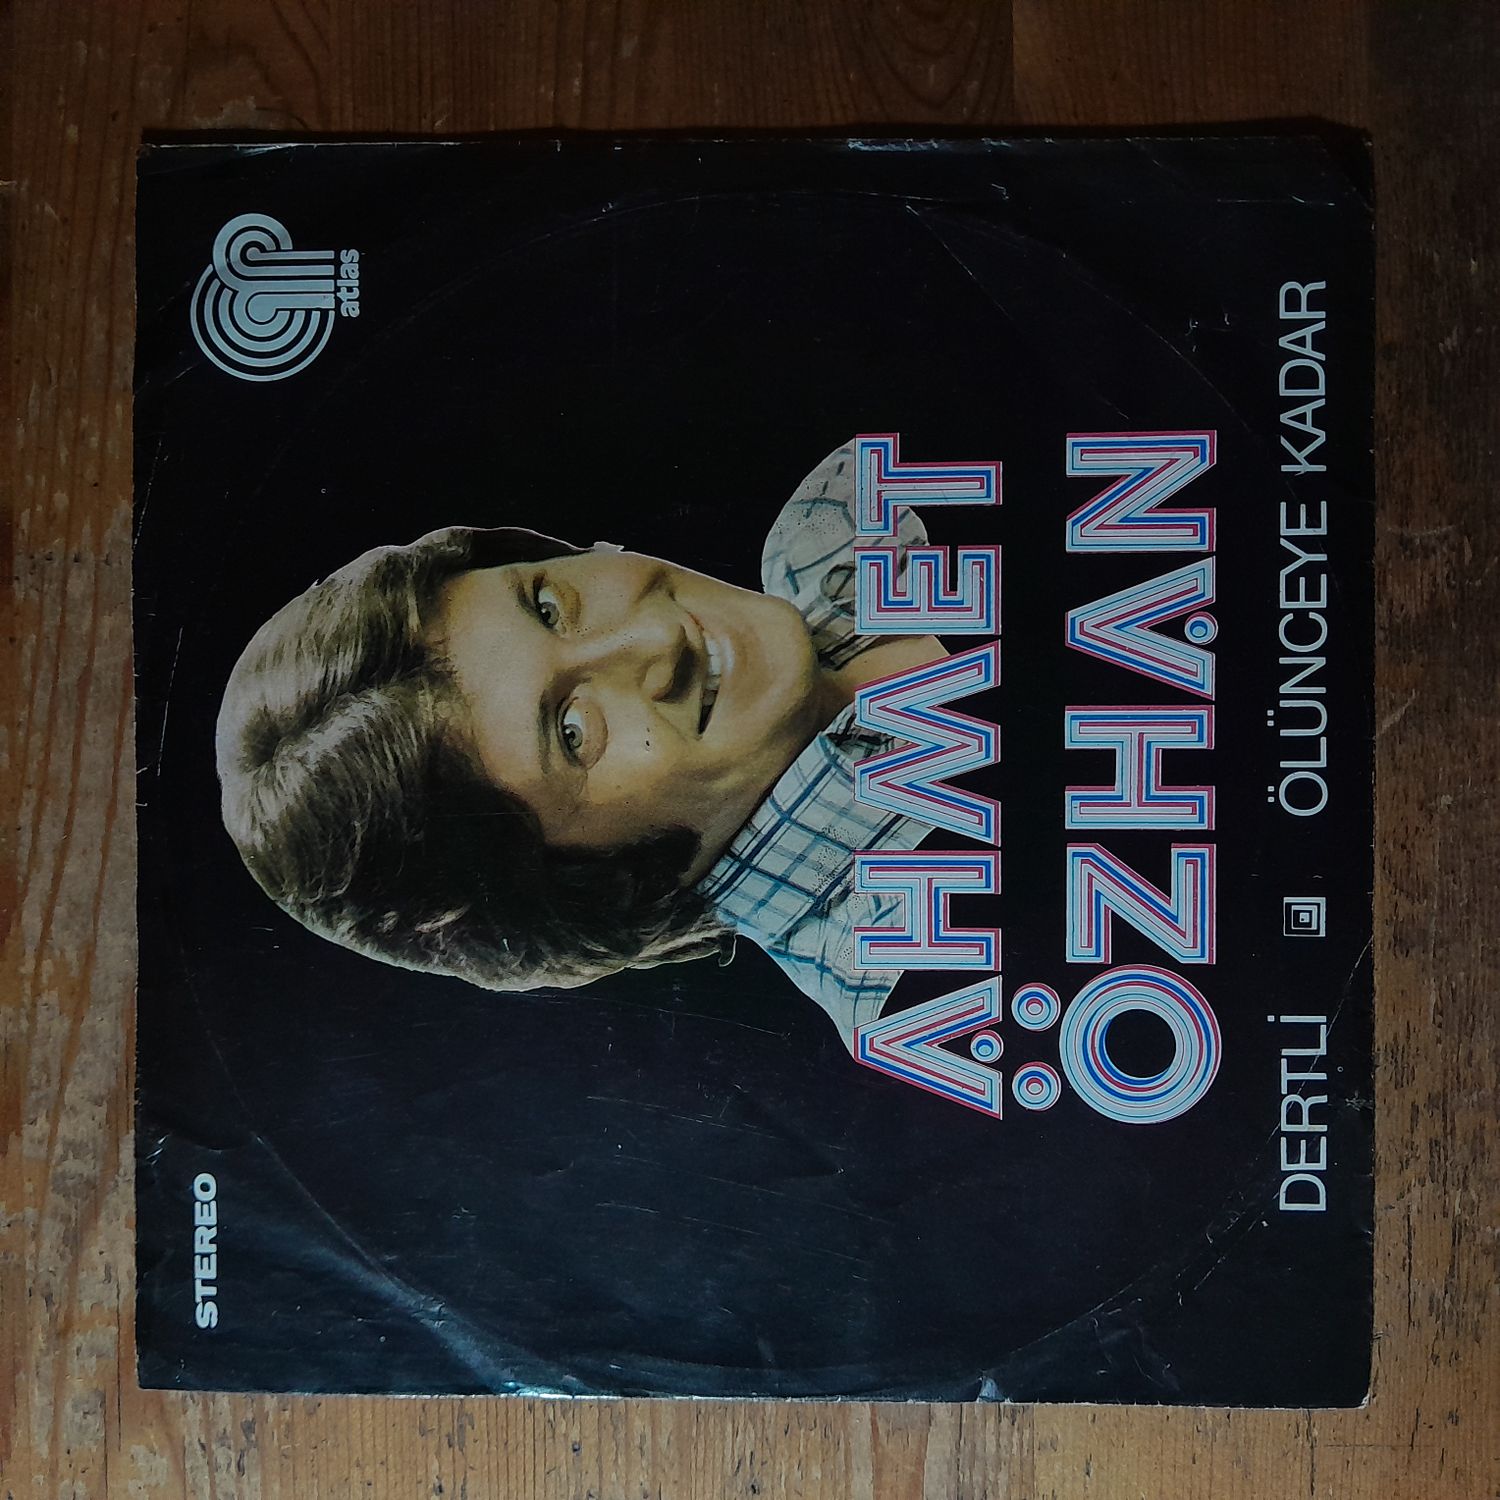 STEREO
atlas
AHMET
ÖZHAN
DERTLİ ÖLÜNCEYE KADAR